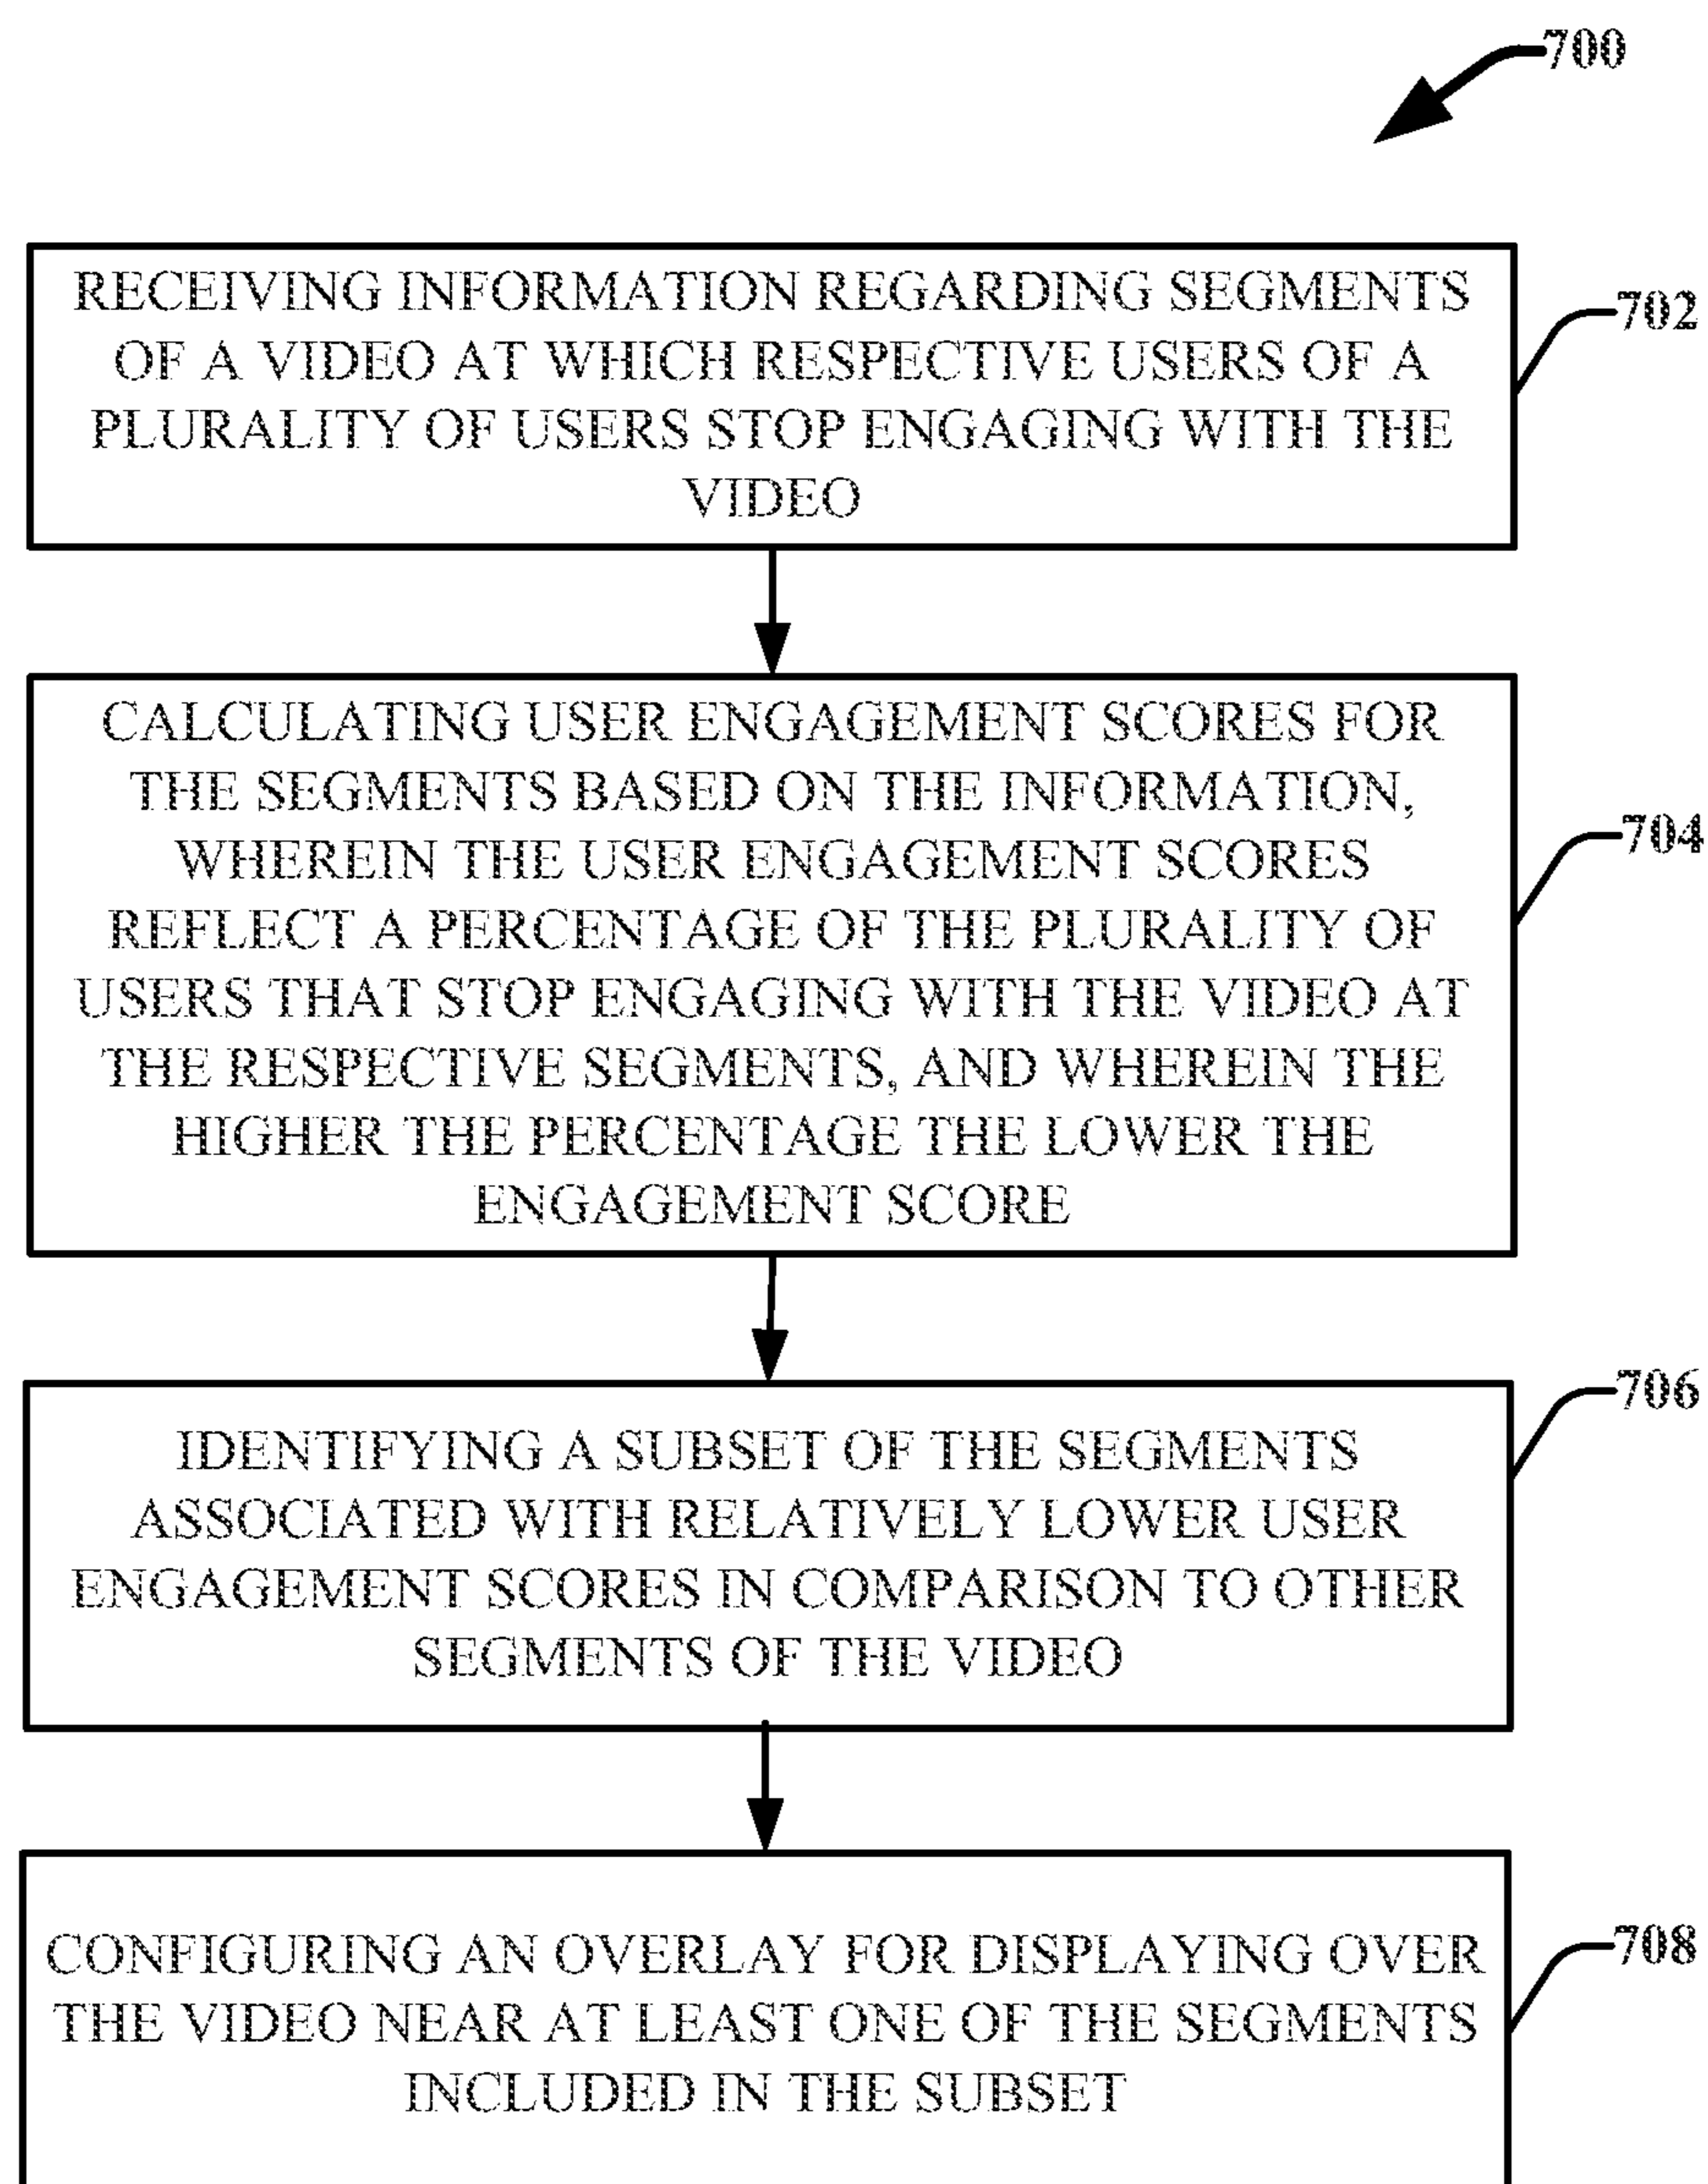 700
RECEIVING INFORMATION REGARDING SEGMENTS
OF A VIDEO AT WHICH RESPECTIVE USERS OF A
PLURALITY OF USERS STOP ENGAGING WITH THE
VIDEO
702
CALCULATING USER ENGAGEMENT SCORES FOR
THE SEGMENTS BASED ON THE INFORMATION,
WHEREIN THE USER ENGAGEMENT SCORES
REFLECT A PERCENTAGE OF THE PLURALITY OF
USERS THAT STOP ENGAGING WITH THE VIDEO AT
THE RESPECTIVE SEGMENTS, AND WHEREIN THE
HIGHER THE PERCENTAGE THE LOWER THE
ENGAGEMENT SCORE
704
IDENTIFYING A SUBSET OF THE SEGMENTS
ASSOCIATED WITH RELATIVELY LOWER USER
ENGAGEMENT SCORES IN COMPARISON TO OTHER
SEGMENTS OF THE VIDEO
706
CONFIGURING AN OVERLAY FOR DISPLAYING OVER
THE VIDEO NEAR AT LEAST ONE OF THE SEGMENTS
INCLUDED IN THE SUBSET
708